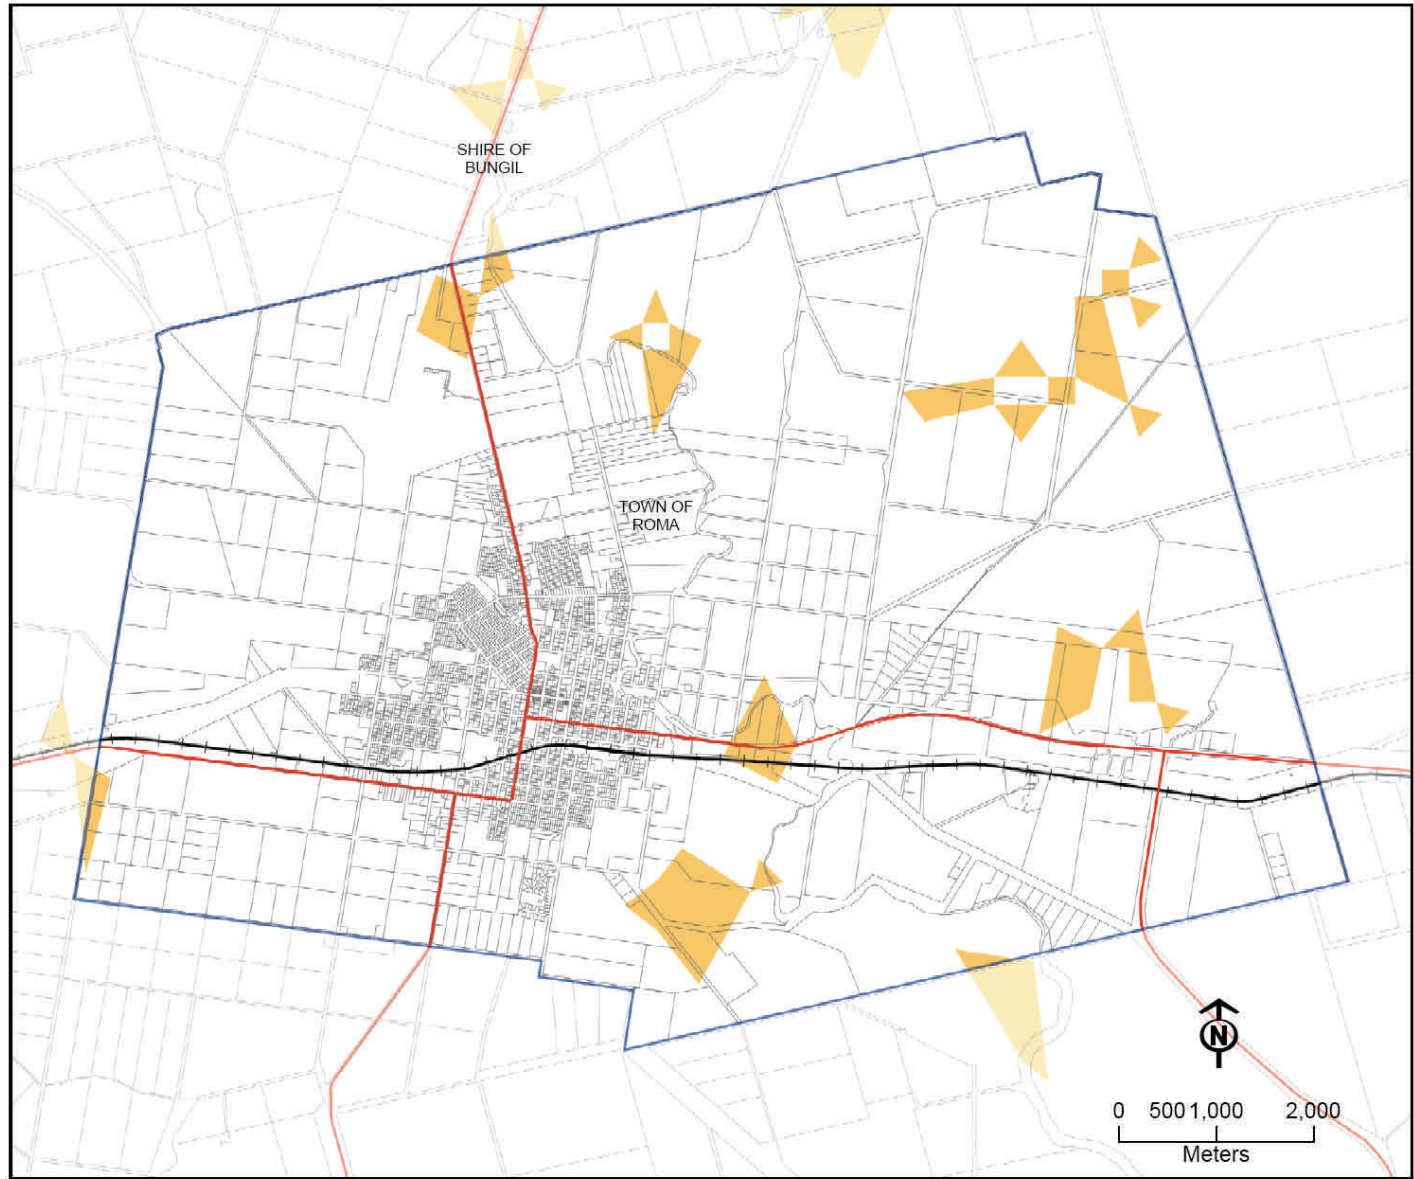 SHIRE OF
BUNGIL
TOWN OF
ROMA
N
0 500 1,000 2,000
Meters